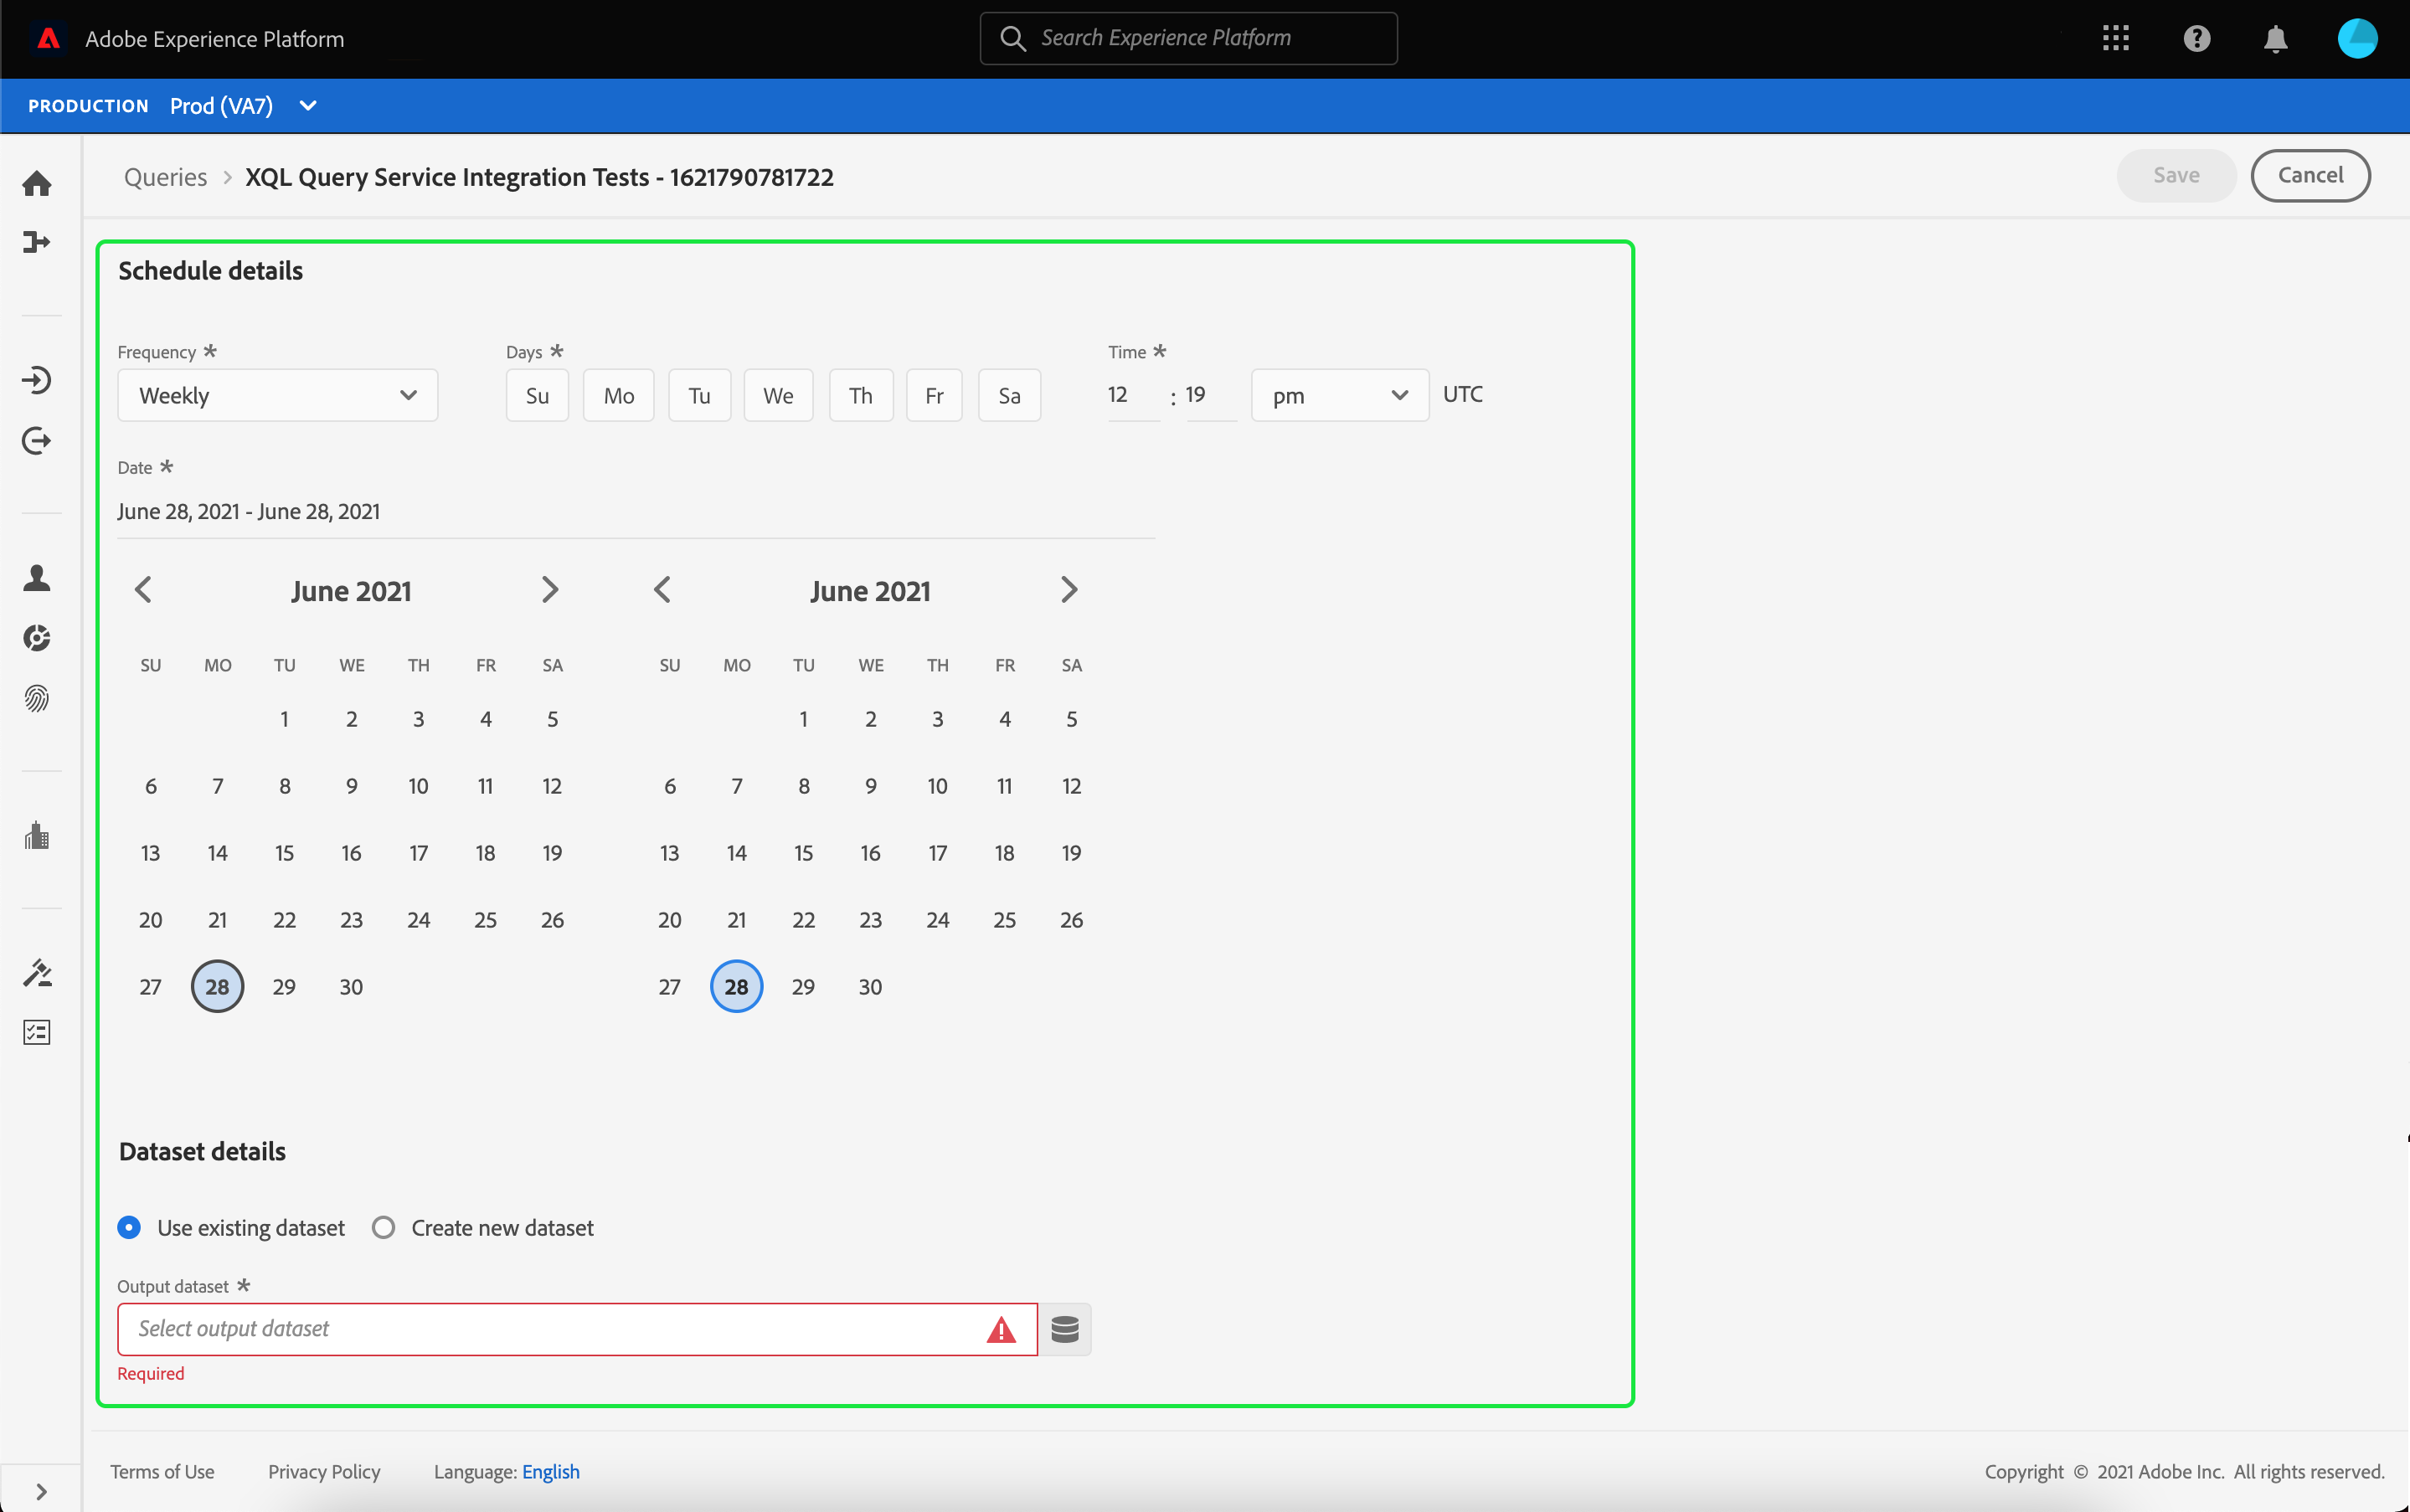 Adobe Experience Platform
Search Experience Platform
PRODUCTION Prod (VA7)
Queries > XQL Query Service Integration Tests - 1621790781722
Save
Cancel
Schedule details
Frequency * Days * Time *
Weekly Su Mo Tu We Th Fr Sa 12 : 19 pm UTC
Date *
June 28, 2021 - June 28, 2021
June 2021 June 2021
SU MO TU WE TH FR SA SU MO TU WE TH FR SA
1 2 3 4 5 1 2 3 4 5
6 7 8 9 10 11 12 6 7 8 9 10 11 12
13 14 15 16 17 18 19 13 14 15 16 17 18 19
20 21 22 23 24 25 26 20 21 22 23 24 25 26
27 28 29 30 27 28 29 30
Dataset details
Use existing dataset Create new dataset
Output dataset *
Select output dataset
Required
Terms of Use Privacy Policy Language: English Copyright © 2021 Adobe Inc. All rights reserved.